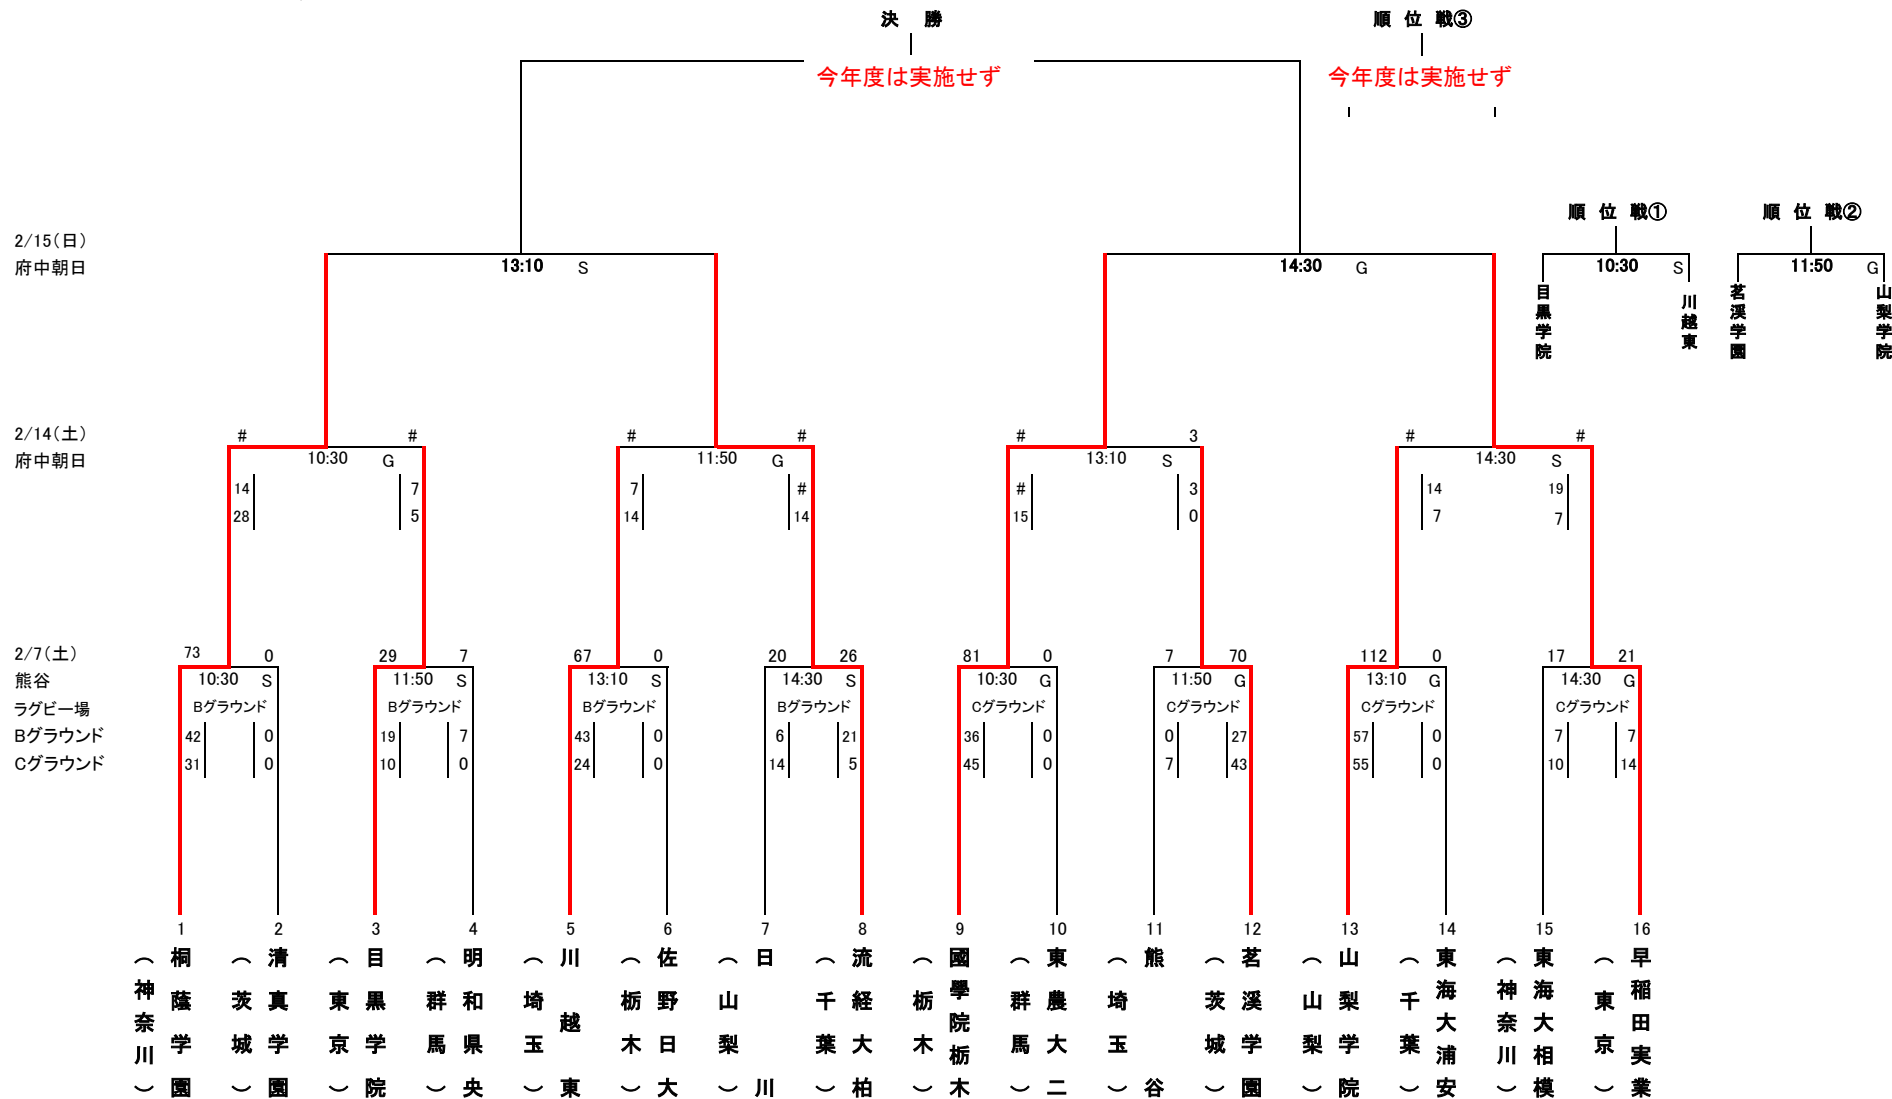 決　勝
順 位 戦③
今年度は実施せず
今年度は実施せず
順 位 戦①
順 位 戦②
2/15(日)
府中朝日
13:10 S
14:30 G
10:30 S
11:50 G
目黒学院
川越東
茗溪学園
山梨学院
2/14(土)
府中朝日
# # # # # 3 # #
10:30 G
11:50 G
13:10 S
14:30 S
14 7 7 # # 3 14 19
28 5 14 14 15 0 7 7
2/7(土)
熊谷
ラグビー場
Bグラウンド
Cグラウンド
73 0 29 7 67 0 20 26 81 0 7 70 112 0 17 21
10:30 S
11:50 S
13:10 S
14:30 S
10:30 G
11:50 G
13:10 G
14:30 G
Bグラウンド
Bグラウンド
Bグラウンド
Bグラウンド
Cグラウンド
Cグラウンド
Cグラウンド
Cグラウンド
42 0 19 7 43 0 6 21 36 0 0 27 57 0 7 7
31 0 10 0 24 0 14 5 45 0 7 43 55 0 10 14
1 2 3 4 5 6 7 8 9 10 11 12 13 14 15 16
桐蔭学園
(神奈川)
清真学園
(茨城)
目黒学院
(東京)
明和県央
(群馬)
川越東
(埼玉)
佐野日大
(栃木)
日川
(山梨)
流経大柏
(千葉)
國學院栃木
(栃木)
東農大二
(群馬)
熊谷
(埼玉)
茗溪学園
(茨城)
山梨学院
(山梨)
東海大浦安
(千葉)
東海大相模
(神奈川)
早稲田実業
(東京)